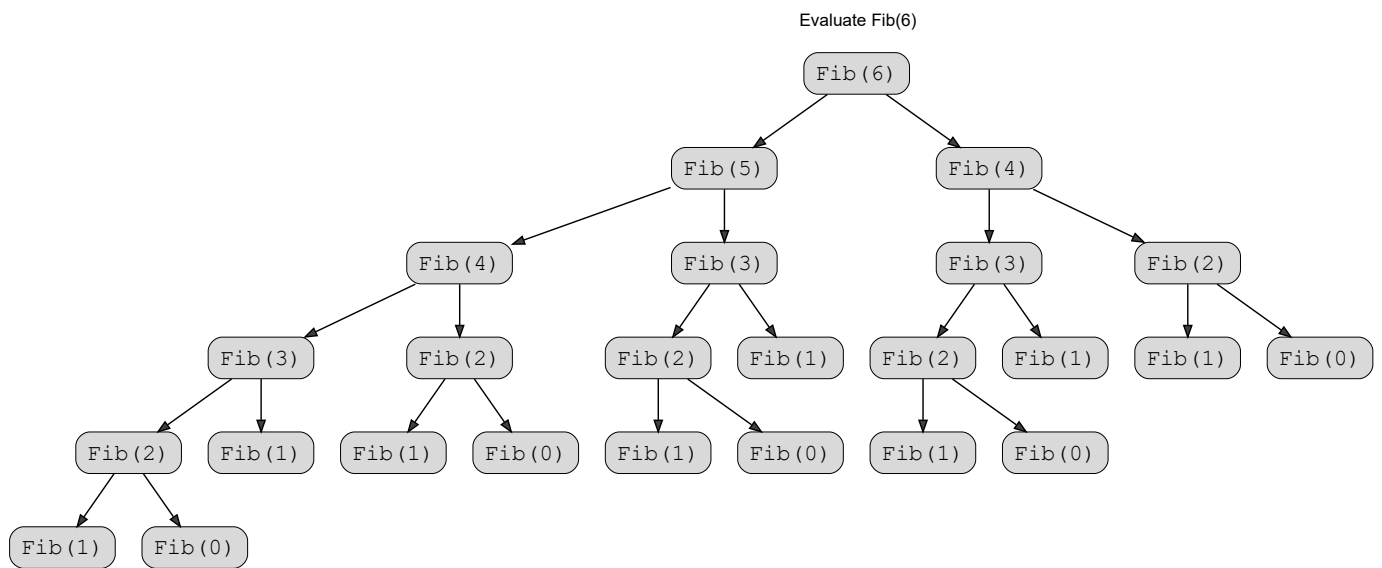 Evaluate Fib(6)
Fib(6)
Fib(5) Fib(4)
Fib(4) Fib(3) Fib(3) Fib(2)
Fib(3) Fib(2) Fib(2) Fib(1) Fib(2) Fib(1) Fib(1) Fib(0)
Fib(2) Fib(1) Fib(1) Fib(0) Fib(1) Fib(0) Fib(1) Fib(0)
Fib(1) Fib(0)